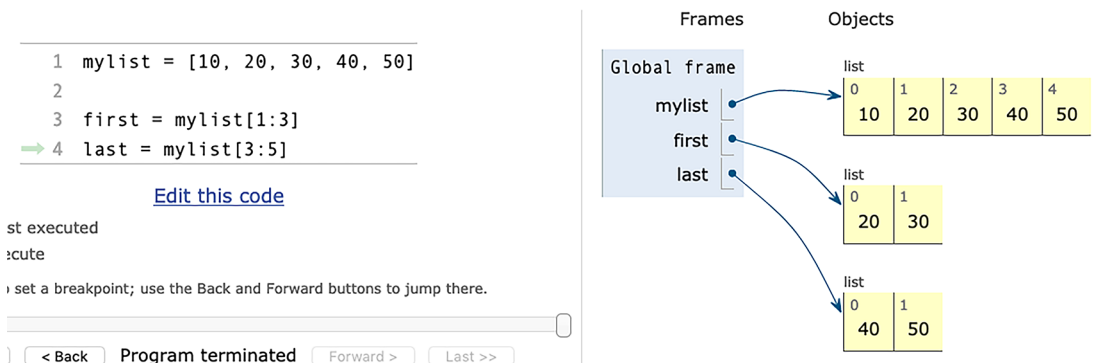 1 mylist = [10, 20, 30, 40, 50]
2
3 first = mylist[1:3]
4 last = mylist[3:5]
Edit this code
st executed
ecute
set a breakpoint; use the Back and Forward buttons to jump there.
< Back Program terminated Forward > Last >>
Frames Objects
Global frame
mylist
first
last
list
0 1 2 3 4
10 20 30 40 50
list
0 1
20 30
list
0 1
40 50